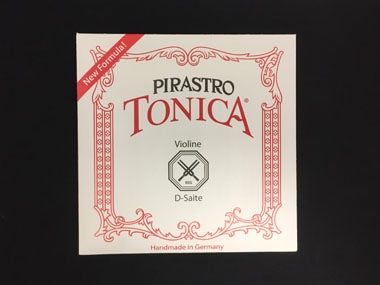 New Formula!
PIRASTRO
TONICA®
Violine
D-Saite
Handmade in Germany